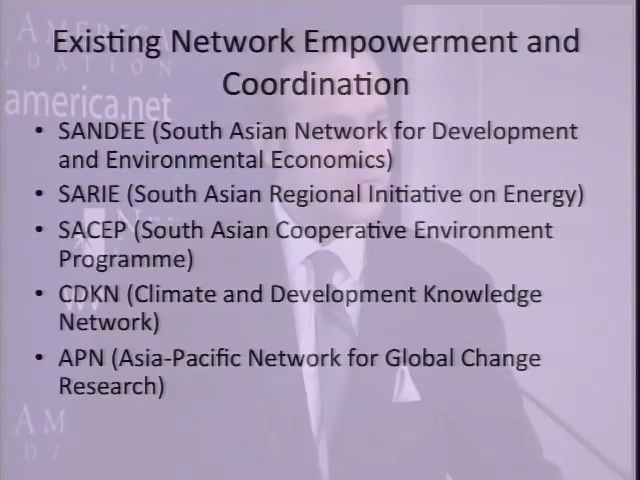 AMERICA
DATION
america.net
Existing Network Empowerment and
Coordination
• SANDEE (South Asian Network for Development
and Environmental Economics)
• SARIE (South Asian Regional Initiative on Energy)
• SACEP (South Asian Cooperative Environment
Programme)
• CDKN (Climate and Development Knowledge
Network)
• APN (Asia-Pacific Network for Global Change
Research)